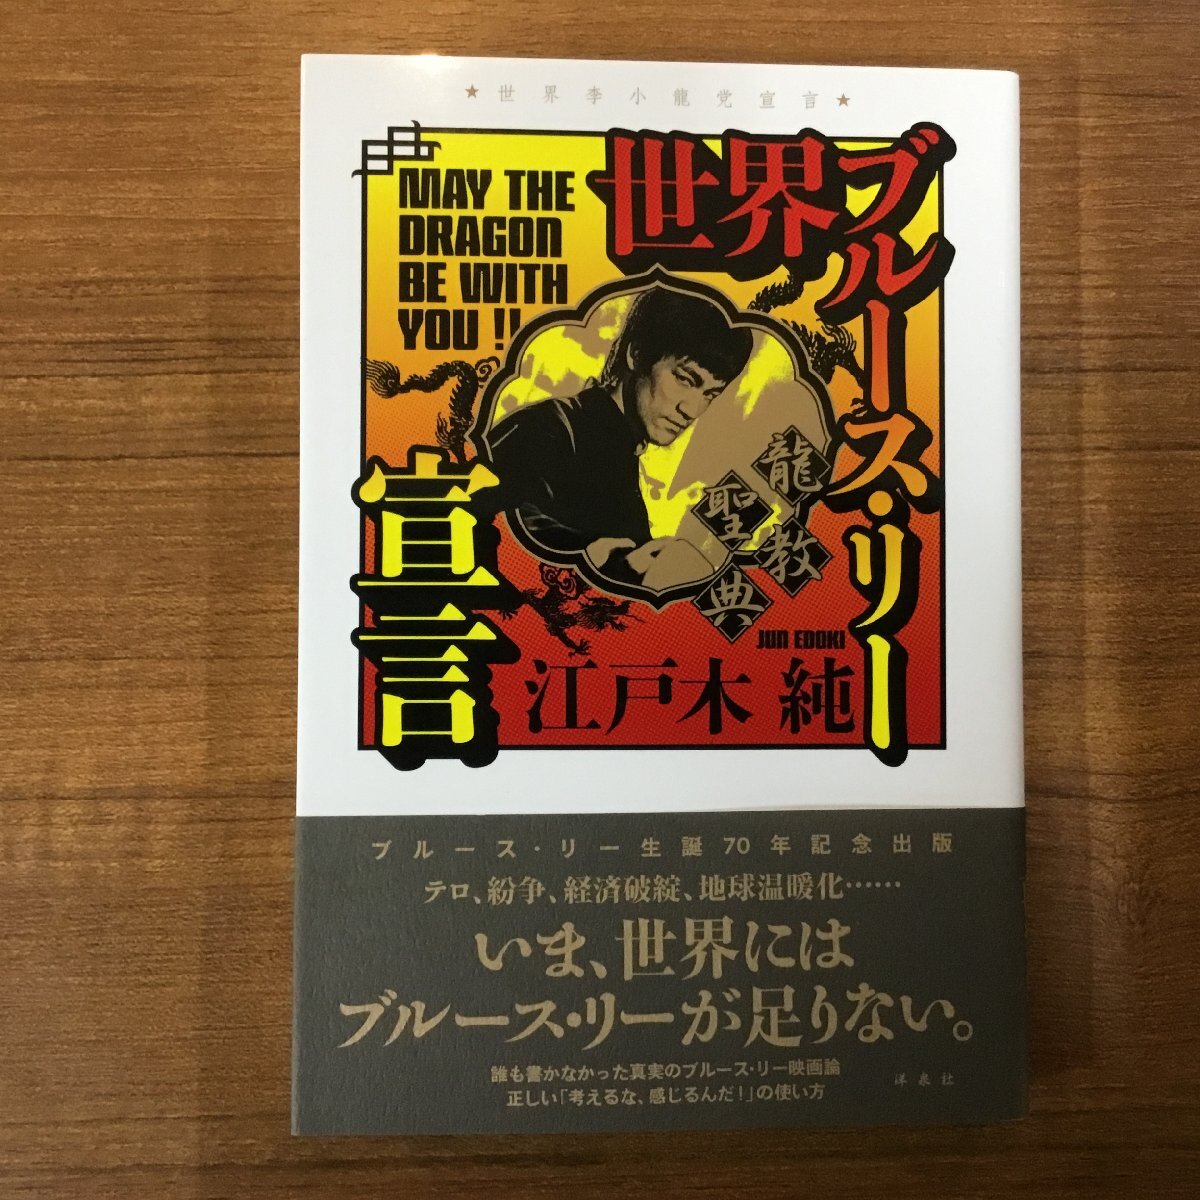 ★世界李小龍党宣言★
MAY THE
DRAGON
BE WITH
YOU !!
世界ブルース・リー
宣言
龍教
聖典
JUN EDOKI
江戸木 純
ブルース・リー生誕70年記念出版
テロ、紛争、経済破綻、地球温暖化……
いま、世界には
ブルース・リーが足りない。
誰も書かなかった真実のブルース・リー映画論
正しい「考えるな、感じるんだ！」の使い方
洋泉社